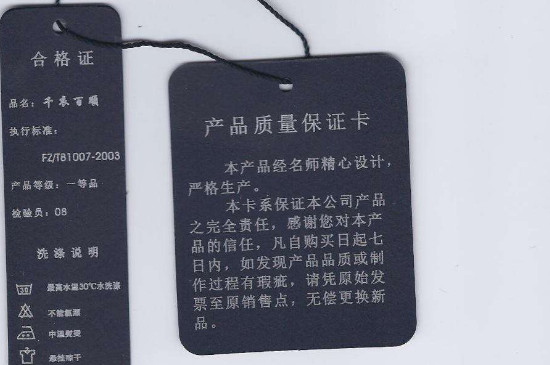 合格证
品名：千衣百顺
执行标准：
FZ/T81007-2003
产品等级：一等品
检验员：08
洗涤说明
30
最高水温30℃水洗涤
不能氯漂
中温熨烫
悬挂晾干
产品质量保证卡
本产品经名师精心设计，
严格生产。
本卡系保证本公司产品
之完全责任，感谢您对本产
品的信任，凡自购买日起七
日内，如发现产品品质或制
作过程有瑕疵，请凭原始发
票至原销售点，无偿更换新
品。